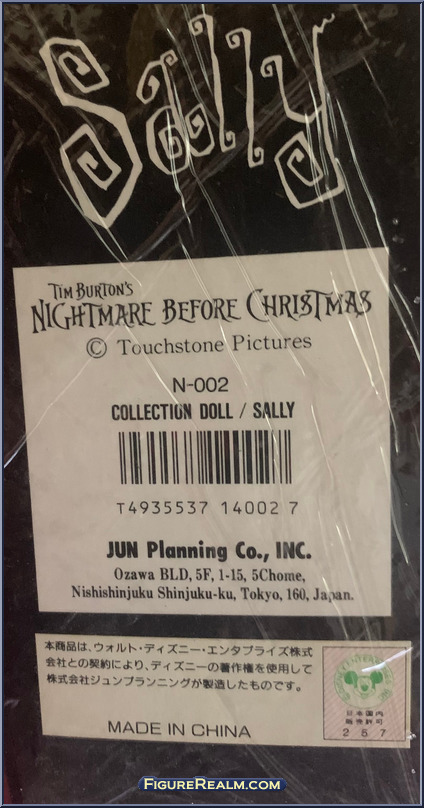 Sally
TIM BURTON'S
NIGHTMARE BEFORE CHRISTMAS
© Touchstone Pictures
N-002
COLLECTION DOLL / SALLY
T4935537 14002 7
JUN Planning Co., INC.
Ozawa BLD, 5F, 1-15, 5Chome,
Nishishinjuku Shinjuku-ku, Tokyo, 160, Japan.
本商品は、ウォルト・ディズニー・エンタプライズ株式
会社との契約により、ディズニーの著作権を使用して
株式会社ジュンプランニングが製造したものです。
MADE IN CHINA
日本国内
販売許可
257
FIGUREREALM.COM